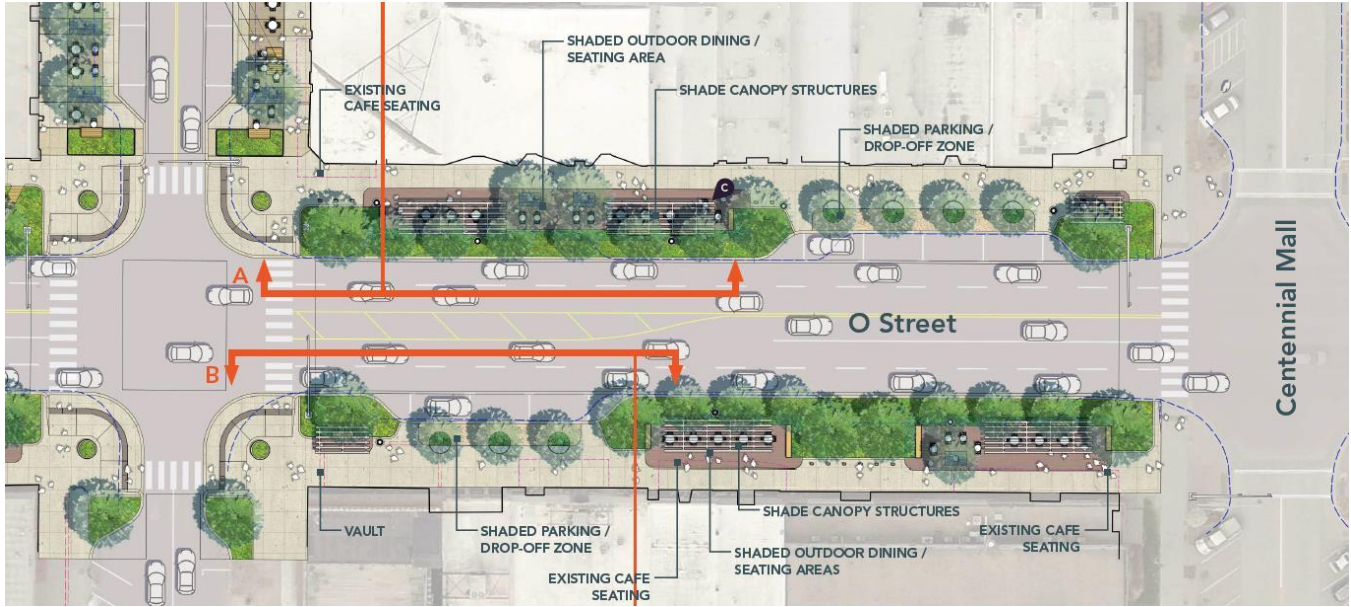 SHADED OUTDOOR DINING /
SEATING AREA
EXISTING
CAFE SEATING
SHADE CANOPY STRUCTURES
SHADED PARKING /
DROP-OFF ZONE
C
A
O Street
B
Centennial Mall
VAULT
SHADED PARKING /
DROP-OFF ZONE
EXISTING CAFE
SEATING
SHADE CANOPY STRUCTURES
SHADED OUTDOOR DINING /
SEATING AREAS
EXISTING CAFE
SEATING